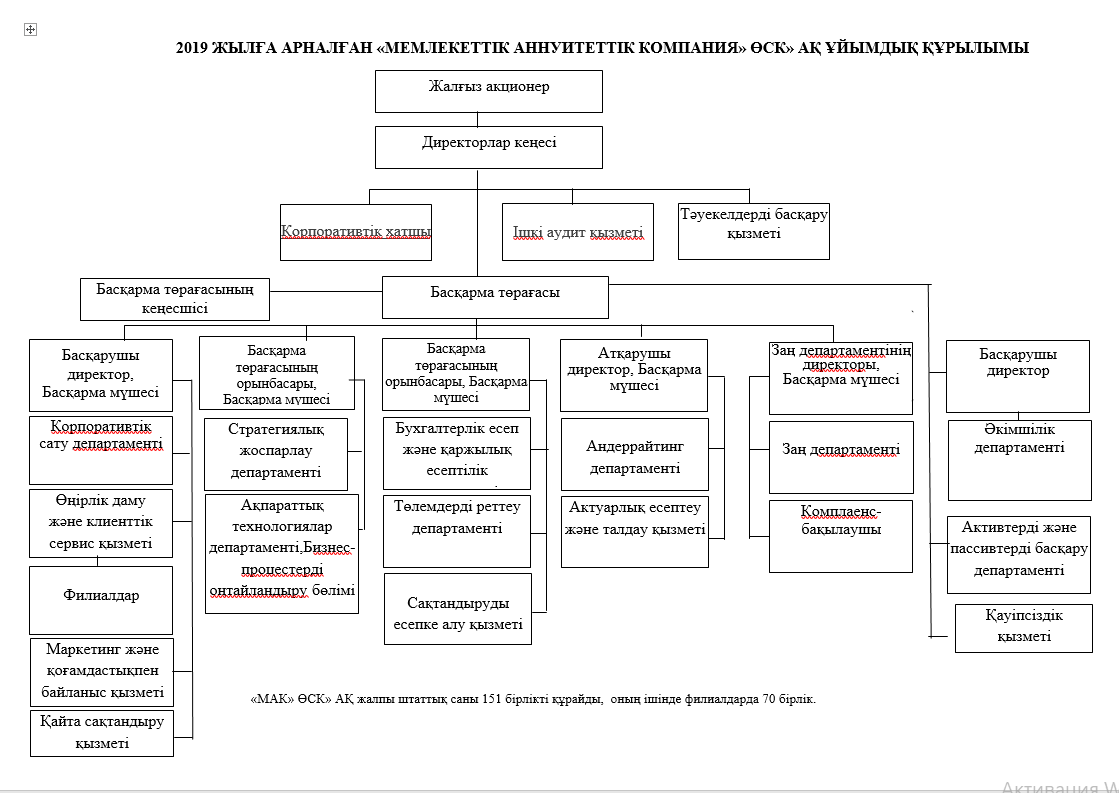 2019 ЖЫЛҒА АРНАЛҒАН «МЕМЛЕКЕТТІК АННУИТЕТТІК КОМПАНИЯ» ӨСК» АҚ ҰЙЫМДЫҚ ҚҰРЫЛЫМЫ
Жалғыз акционер
Директорлар кеңесі
Корпоративтік хатшы
Ішкі аудит қызметі
Тәуекелдерді басқару
қызметі
Басқарма төрағасының
кеңесшісі
Басқарма төрағасы
Басқарушы
директор,
Басқарма мүшесі
Басқарма
төрағасының
орынбасары,
Басқарма мүшесі
Басқарма
төрағасының
орынбасары, Басқарма
мүшесі
Атқарушы
директор, Басқарма
мүшесі
Заң департаментінің
директоры,
Басқарма мүшесі
Басқарушы
директор
Корпоративтік
сату департаменті
Стратегиялық
жоспарлау
департаменті
Бухгалтерлік есеп
және қаржылық
есептілік
Андеррайтинг
департаменті
Заң департаменті
Әкімшілік
департаменті
Өңірлік даму
және клиенттік
сервис қызметі
Ақпараттық
технологиялар
департаменті,Бизнес-
процестерді
оңтайландыру бөлімі
Төлемдерді реттеу
департаменті
Актуарлық есептеу
және талдау қызметі
Комплаенс-
бақылаушы
Активтерді және
пассивтерді басқару
департаменті
Филиалдар
Сақтандыруды
есепке алу қызметі
Қауіпсіздік
қызметі
Маркетинг және
қоғамдастықпен
байланыс қызметі
Қайта сақтандыру
қызметі
«МАК» ӨСК» АҚ жалпы штаттық саны 151 бірлікті құрайды, оның ішінде филиалдарда 70 бірлік.
Активация W